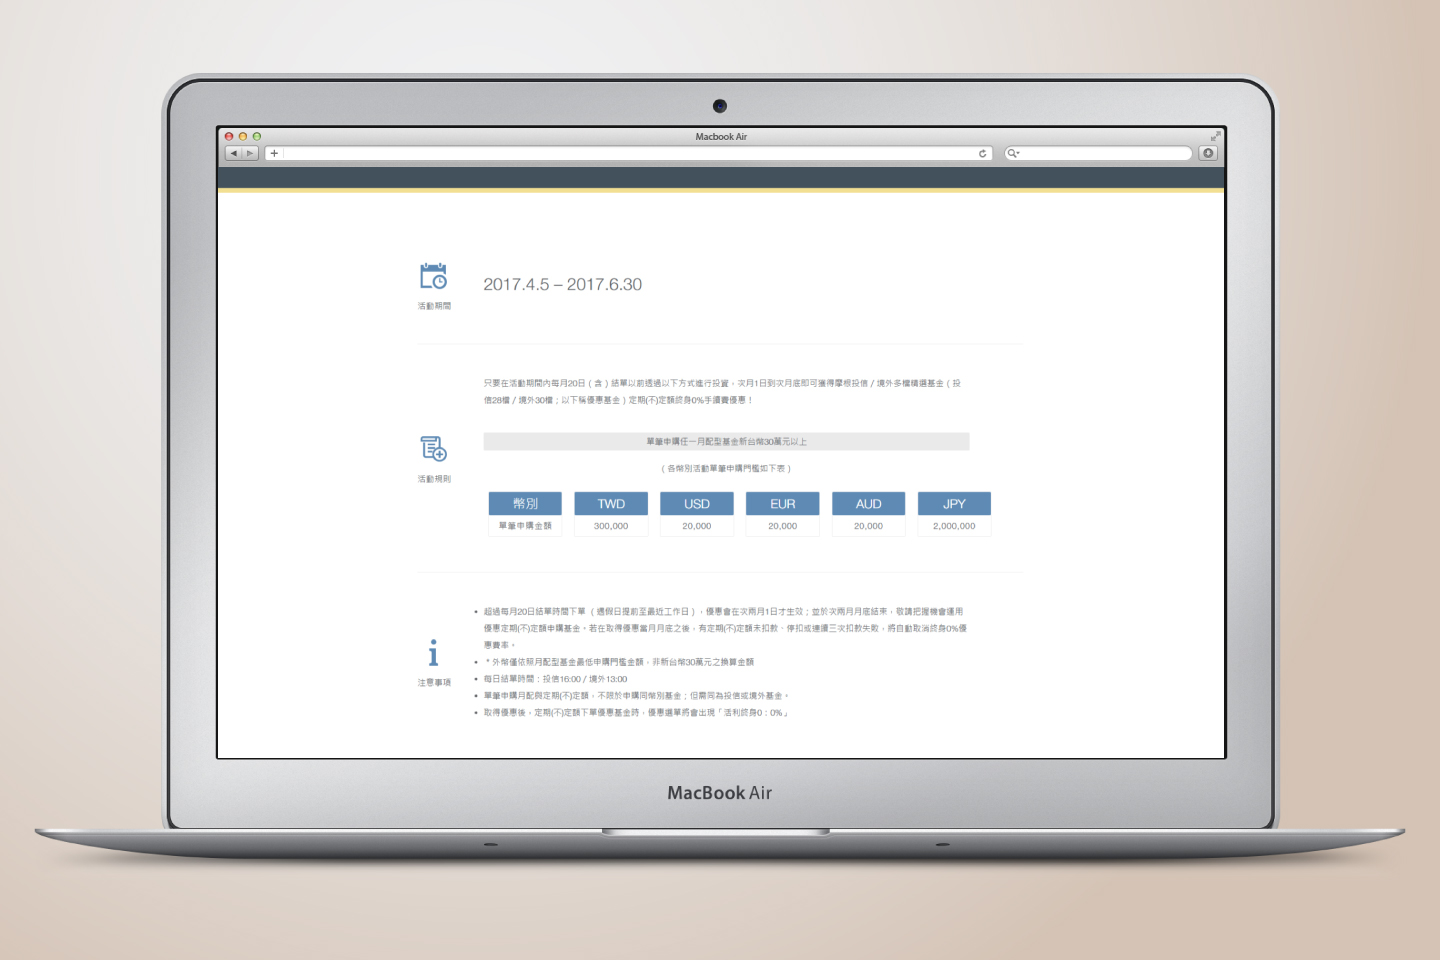 Macbook Air
2017.4.5 – 2017.6.30
活動期間
只要在活動期間內每月20日(含)結單以前透過以下方式進行投資,次月1日到次月底即可獲得摩根投信/境外多檔精選基金(投
信28檔/境外30檔;以下稱優惠基金)定期(不)定額終身0%手續費優惠!
活動規則
單筆申購任一月配型基金新台幣30萬元以上
(各幣別活動單筆申購門檻如下表)
幣別 TWD USD EUR AUD JPY
單筆申購金額 300,000 20,000 20,000 20,000 2,000,000
注意事項
• 超過每月20日結單時間下單(遇假日提前至最近工作日),優惠會在次兩月1日才生效;並於次兩月月底結束,敬請把握機會運用
優惠定期(不)定額申購基金。若在取得優惠當月月底之後,有定期(不)定額未扣款、停扣或連續三次扣款失敗,將自動取消終身0%優
惠費率。
• *外幣僅依照月配型基金最低申購門檻金額,非新台幣30萬元之換算金額
• 每日結單時間:投信16:00/境外13:00
• 單筆申購月配與定期(不)定額,不限於申購同幣別基金;但需同為投信或境外基金。
• 取得優惠後,定期(不)定額下單優惠基金時,優惠選單將會出現「活利終身0:0%」
MacBook Air